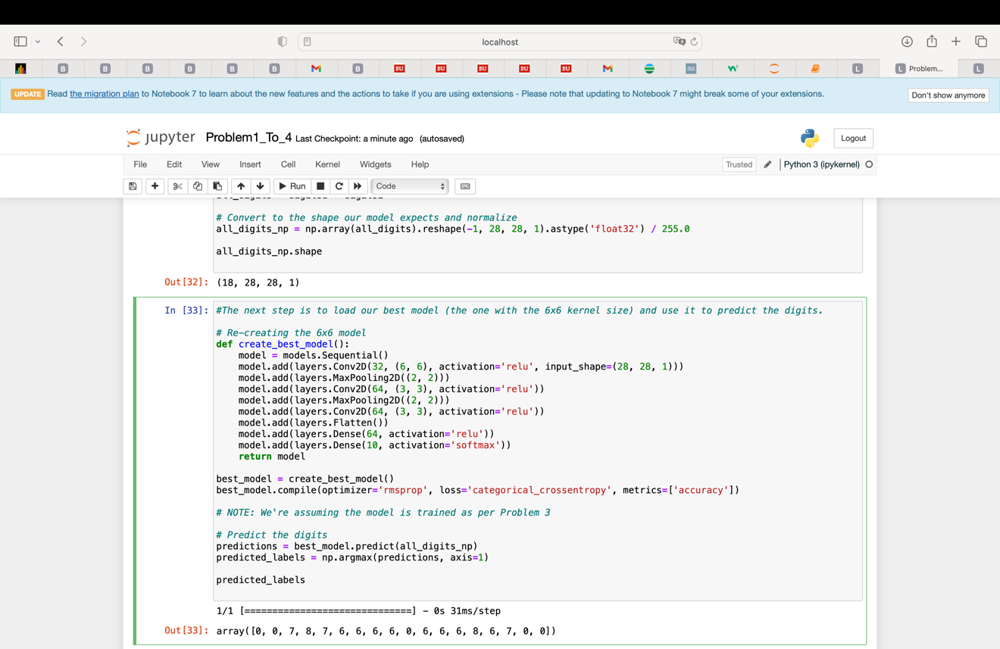 localhost
B
B
B
B
B
B
B
BU
BU
BU
BU
BU
L
L Problem...
L
UPDATE Read the migration plan to Notebook 7 to learn about the new features and the actions to take if you are using extensions - Please note that updating to Notebook 7 might break some of your extensions.
Don't show anymore
jupyter Problem1_To_4 Last Checkpoint: a minute ago (autosaved)
Logout
File Edit View Insert Cell Kernel Widgets Help
Trusted Python 3 (ipykernel)
Run Code
# Convert to the shape our model expects and normalize
all_digits_np = np.array(all_digits).reshape(-1, 28, 28, 1).astype('float32') / 255.0
all_digits_np.shape
Out[32]: (18, 28, 28, 1)
In [33]: #The next step is to load our best model (the one with the 6x6 kernel size) and use it to predict the digits.
# Re-creating the 6x6 model
def create_best_model():
    model = models.Sequential()
    model.add(layers.Conv2D(32, (6, 6), activation='relu', input_shape=(28, 28, 1)))
    model.add(layers.MaxPooling2D((2, 2)))
    model.add(layers.Conv2D(64, (3, 3), activation='relu'))
    model.add(layers.MaxPooling2D((2, 2)))
    model.add(layers.Conv2D(64, (3, 3), activation='relu'))
    model.add(layers.Flatten())
    model.add(layers.Dense(64, activation='relu'))
    model.add(layers.Dense(10, activation='softmax'))
    return model
best_model = create_best_model()
best_model.compile(optimizer='rmsprop', loss='categorical_crossentropy', metrics=['accuracy'])
# NOTE: We're assuming the model is trained as per Problem 3
# Predict the digits
predictions = best_model.predict(all_digits_np)
predicted_labels = np.argmax(predictions, axis=1)
predicted_labels
1/1 [==============================] - 0s 31ms/step
Out[33]: array([0, 0, 7, 8, 7, 6, 6, 6, 6, 0, 6, 6, 6, 8, 6, 7, 0, 0])